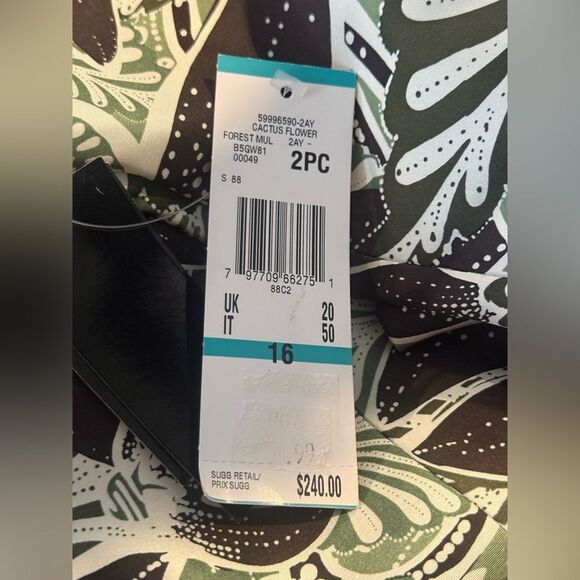 59996590-2AY
CACTUS FLOWER
FOREST MUL 2AY -
B5GW81 2PC
00049
S 88
7 97709 66275 1
88C2
UK 20
IT 50
16
.99
SUGG RETAIL/
PRIX SUGG $240.00